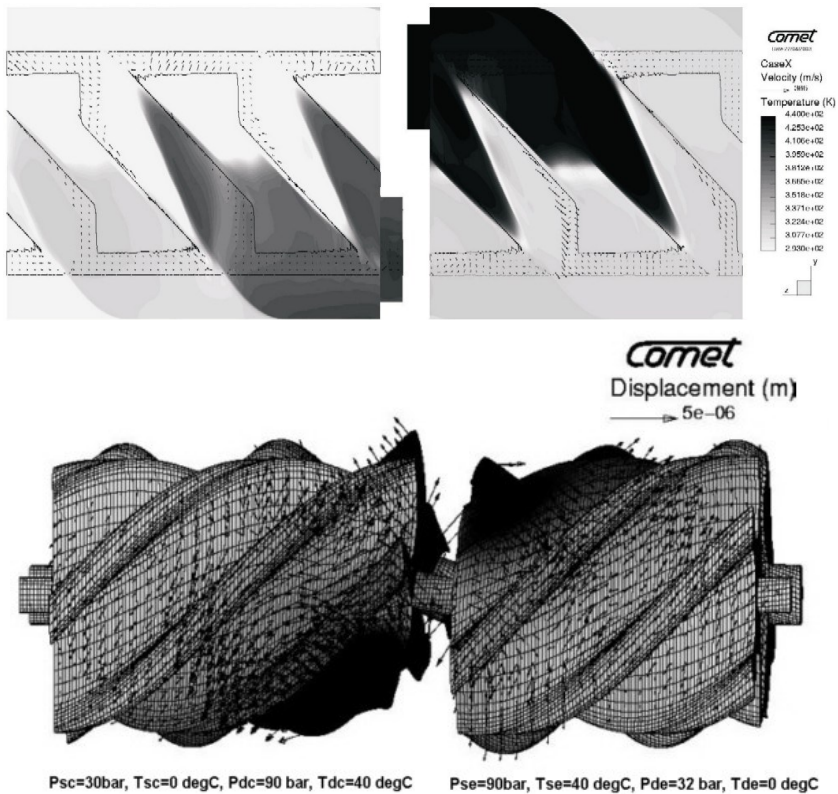 Comet
CaseX
Velocity (m/s)
386
Temperature (K)
4.400e+02
4.253e+02
4.106e+02
3.959e+02
3.812e+02
3.665e+02
3.518e+02
3.371e+02
3.224e+02
3.077e+02
2.930e+02
y
z
Comet
Displacement (m)
5e-06
Psc=30bar, Tsc=0 degC, Pdc=90 bar, Tdc=40 degC
Pse=90bar, Tse=40 degC, Pde=32 bar, Tde=0 degC